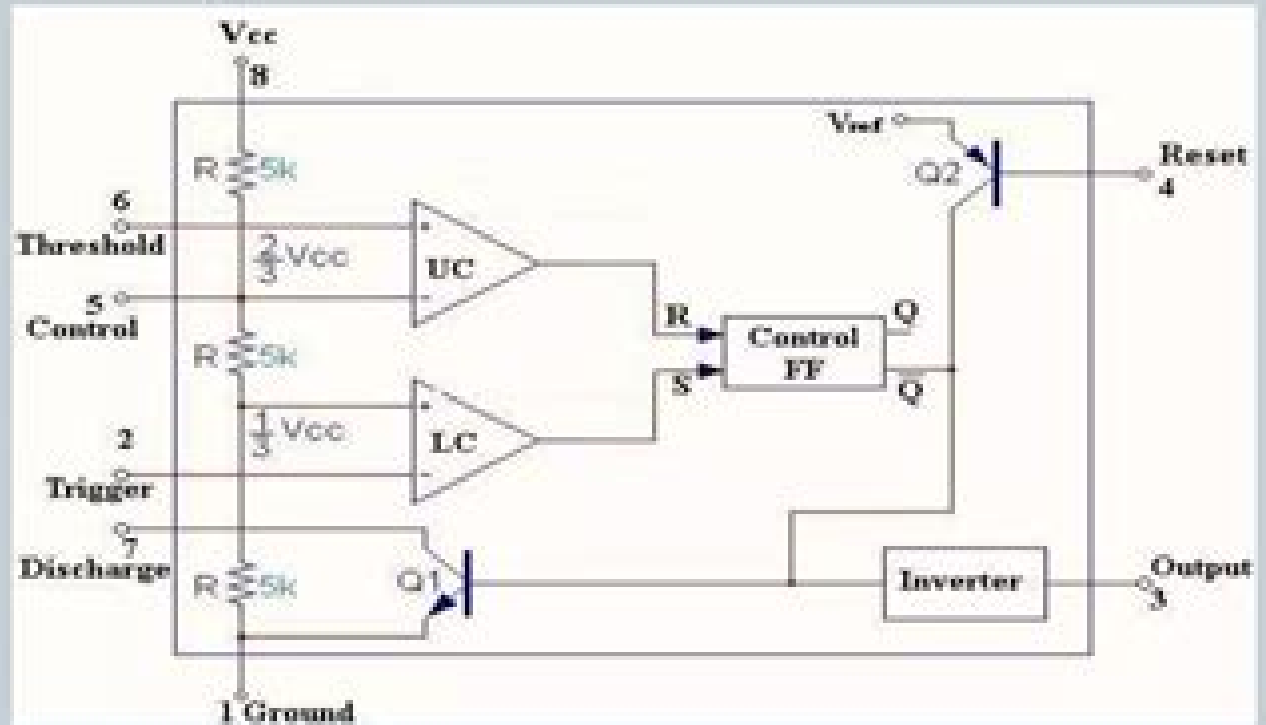 Vcc
8
Vref
Reset
4
Q2
R 5k
6
Threshold
2/3 Vcc
+
UC
-
5
Control
R
Q
Control
FF
S
Q̅
R 5k
+
1/3 Vcc
LC
-
2
Trigger
7
Discharge
R 5k
Q1
Inverter
Output
3
1 Ground